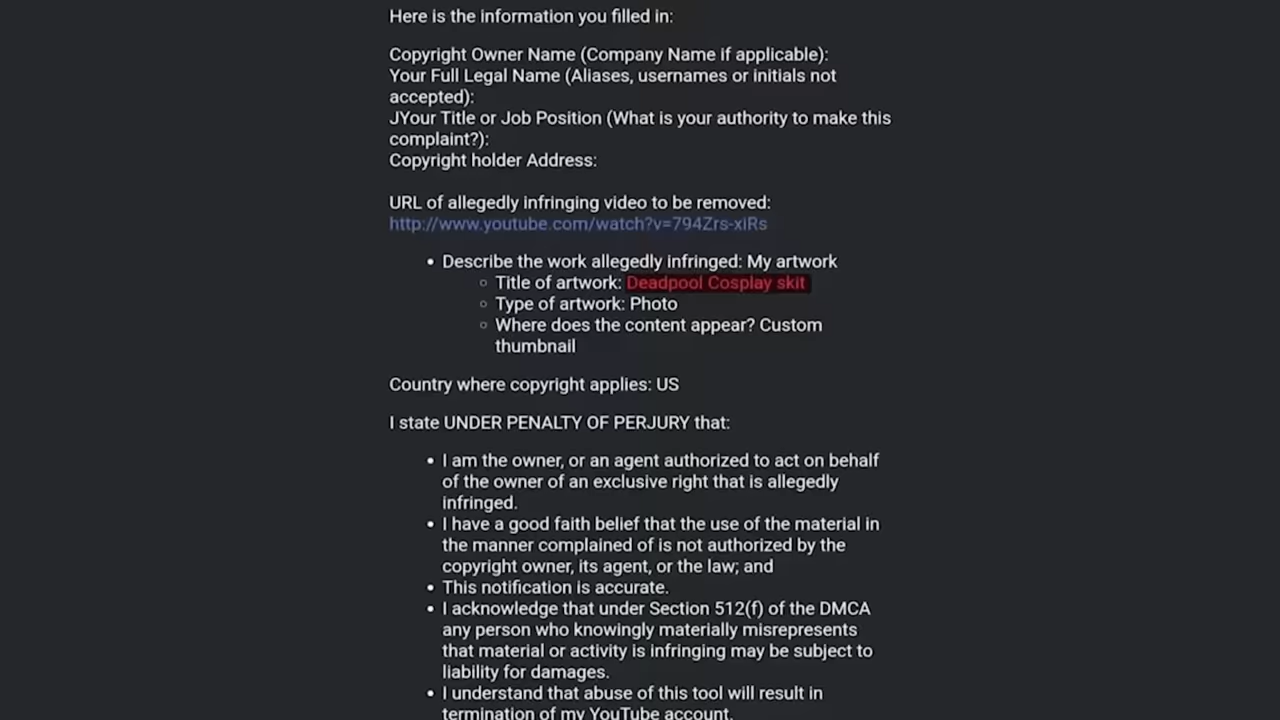 Here is the information you filled in:
Copyright Owner Name (Company Name if applicable):
Your Full Legal Name (Aliases, usernames or initials not
accepted):
JYour Title or Job Position (What is your authority to make this
complaint?):
Copyright holder Address:
URL of allegedly infringing video to be removed:
http://www.youtube.com/watch?v=794Zrs-xiRs
• Describe the work allegedly infringed: My artwork
○ Title of artwork: Deadpool Cosplay skit
○ Type of artwork: Photo
○ Where does the content appear? Custom
thumbnail
Country where copyright applies: US
I state UNDER PENALTY OF PERJURY that:
• I am the owner, or an agent authorized to act on behalf
of the owner of an exclusive right that is allegedly
infringed.
• I have a good faith belief that the use of the material in
the manner complained of is not authorized by the
copyright owner, its agent, or the law; and
• This notification is accurate.
• I acknowledge that under Section 512(f) of the DMCA
any person who knowingly materially misrepresents
that material or activity is infringing may be subject to
liability for damages.
• I understand that abuse of this tool will result in
termination of my YouTube account.